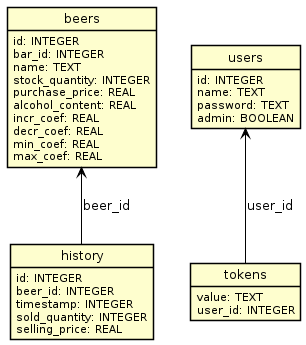 beers
id: INTEGER
bar_id: INTEGER
name: TEXT
stock_quantity: INTEGER
purchase_price: REAL
alcohol_content: REAL
incr_coef: REAL
decr_coef: REAL
min_coef: REAL
max_coef: REAL
users
id: INTEGER
name: TEXT
password: TEXT
admin: BOOLEAN
beer_id
user_id
history
id: INTEGER
beer_id: INTEGER
timestamp: INTEGER
sold_quantity: INTEGER
selling_price: REAL
tokens
value: TEXT
user_id: INTEGER